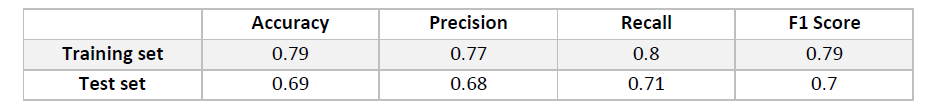 Accuracy Precision Recall F1 Score
Training set 0.79 0.77 0.8 0.79
Test set 0.69 0.68 0.71 0.7